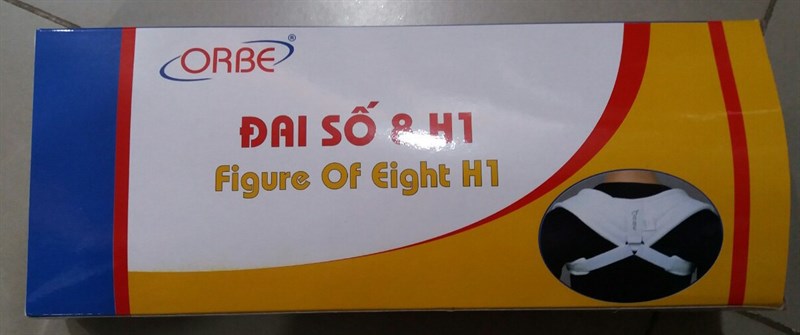 ORBE®
ĐAI SỐ 8 H1
Figure Of Eight H1